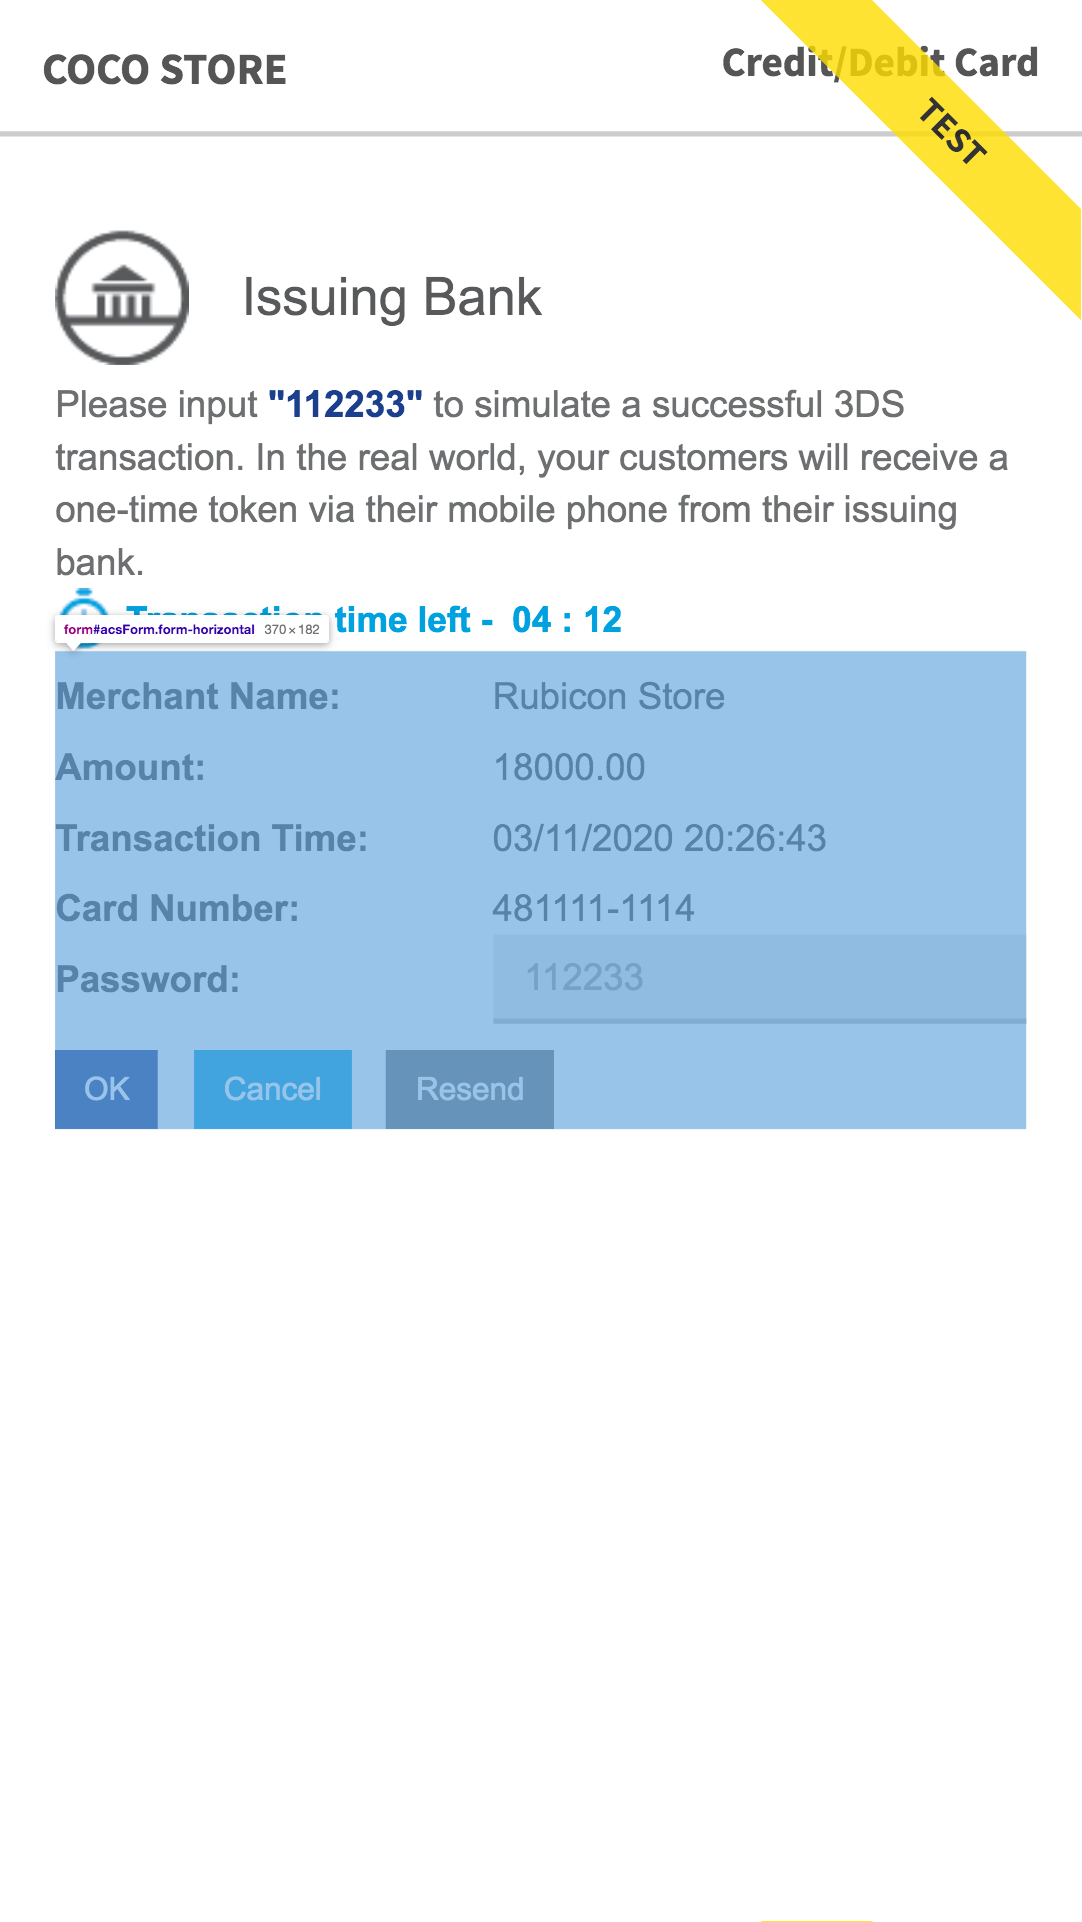 COCO STORE
Credit/Debit Card
TEST
Issuing Bank
Please input "112233" to simulate a successful 3DS
transaction. In the real world, your customers will receive a
one-time token via their mobile phone from their issuing
bank.
Transaction time left - 04 : 12
form#acsForm.form-horizontal 370×182
Merchant Name: Rubicon Store
Amount: 18000.00
Transaction Time: 03/11/2020 20:26:43
Card Number: 481111-1114
Password: 112233
OK Cancel Resend